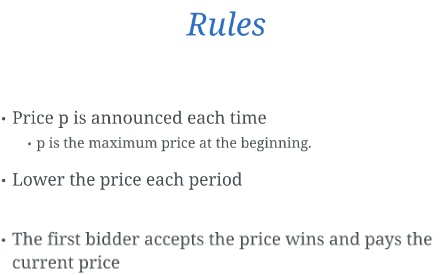 Rules
• Price p is announced each time
• p is the maximum price at the beginning.
• Lower the price each period
• The first bidder accepts the price wins and pays the
current price